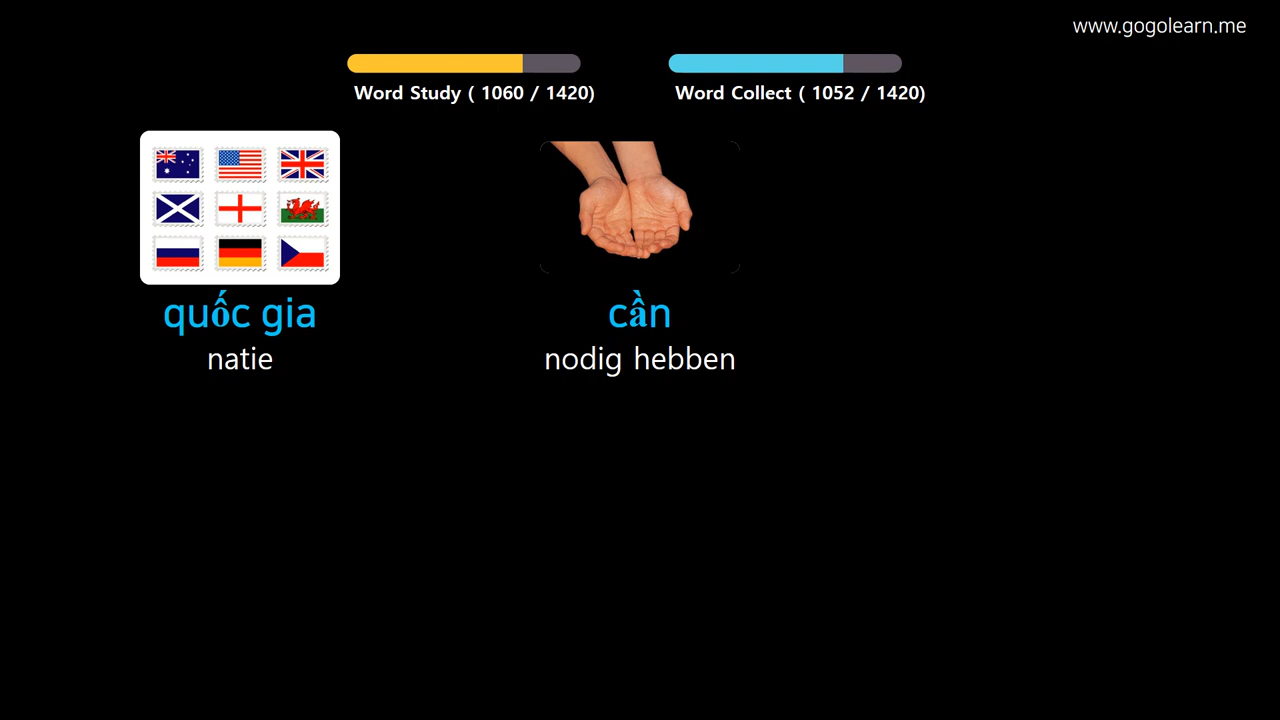 www.gogolearn.me
Word Study ( 1060 / 1420)
Word Collect ( 1052 / 1420)
quốc gia
natie
cần
nodig hebben